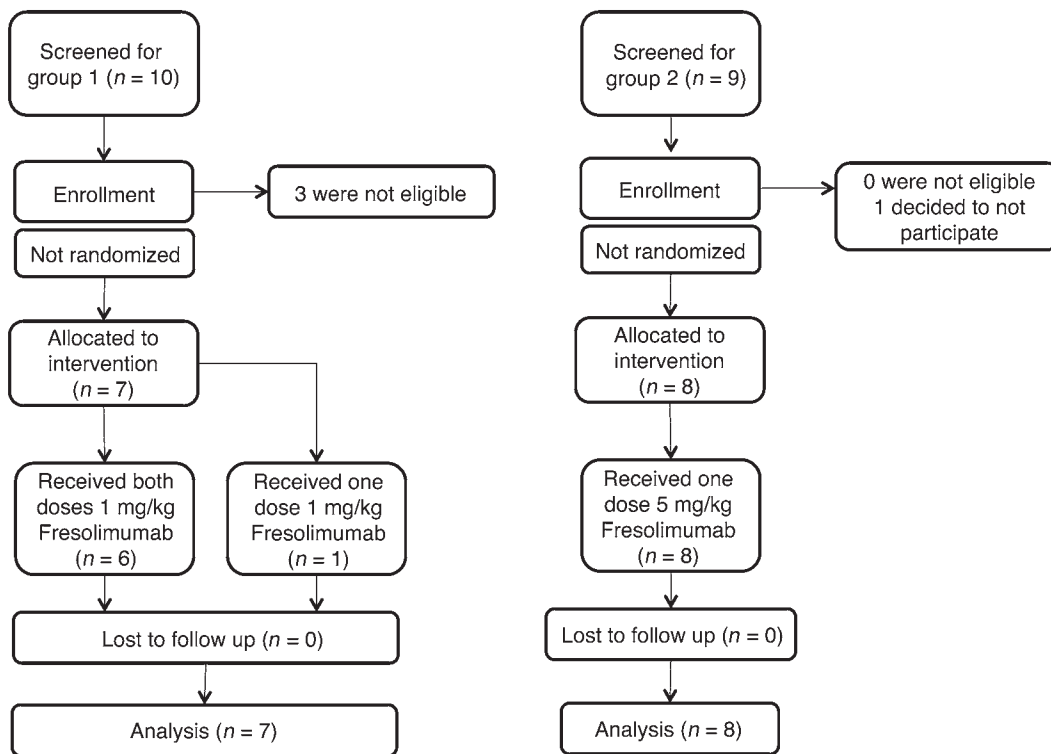 Screened for
group 1 (n = 10)
Enrollment
3 were not eligible
Not randomized
Allocated to
intervention
(n = 7)
Received both
doses 1 mg/kg
Fresolimumab
(n = 6)
Received one
dose 1 mg/kg
Fresolimumab
(n = 1)
Lost to follow up (n = 0)
Analysis (n = 7)
Screened for
group 2 (n = 9)
Enrollment
0 were not eligible
1 decided to not
participate
Not randomized
Allocated to
intervention
(n = 8)
Received one
dose 5 mg/kg
Fresolimumab
(n = 8)
Lost to follow up (n = 0)
Analysis (n = 8)